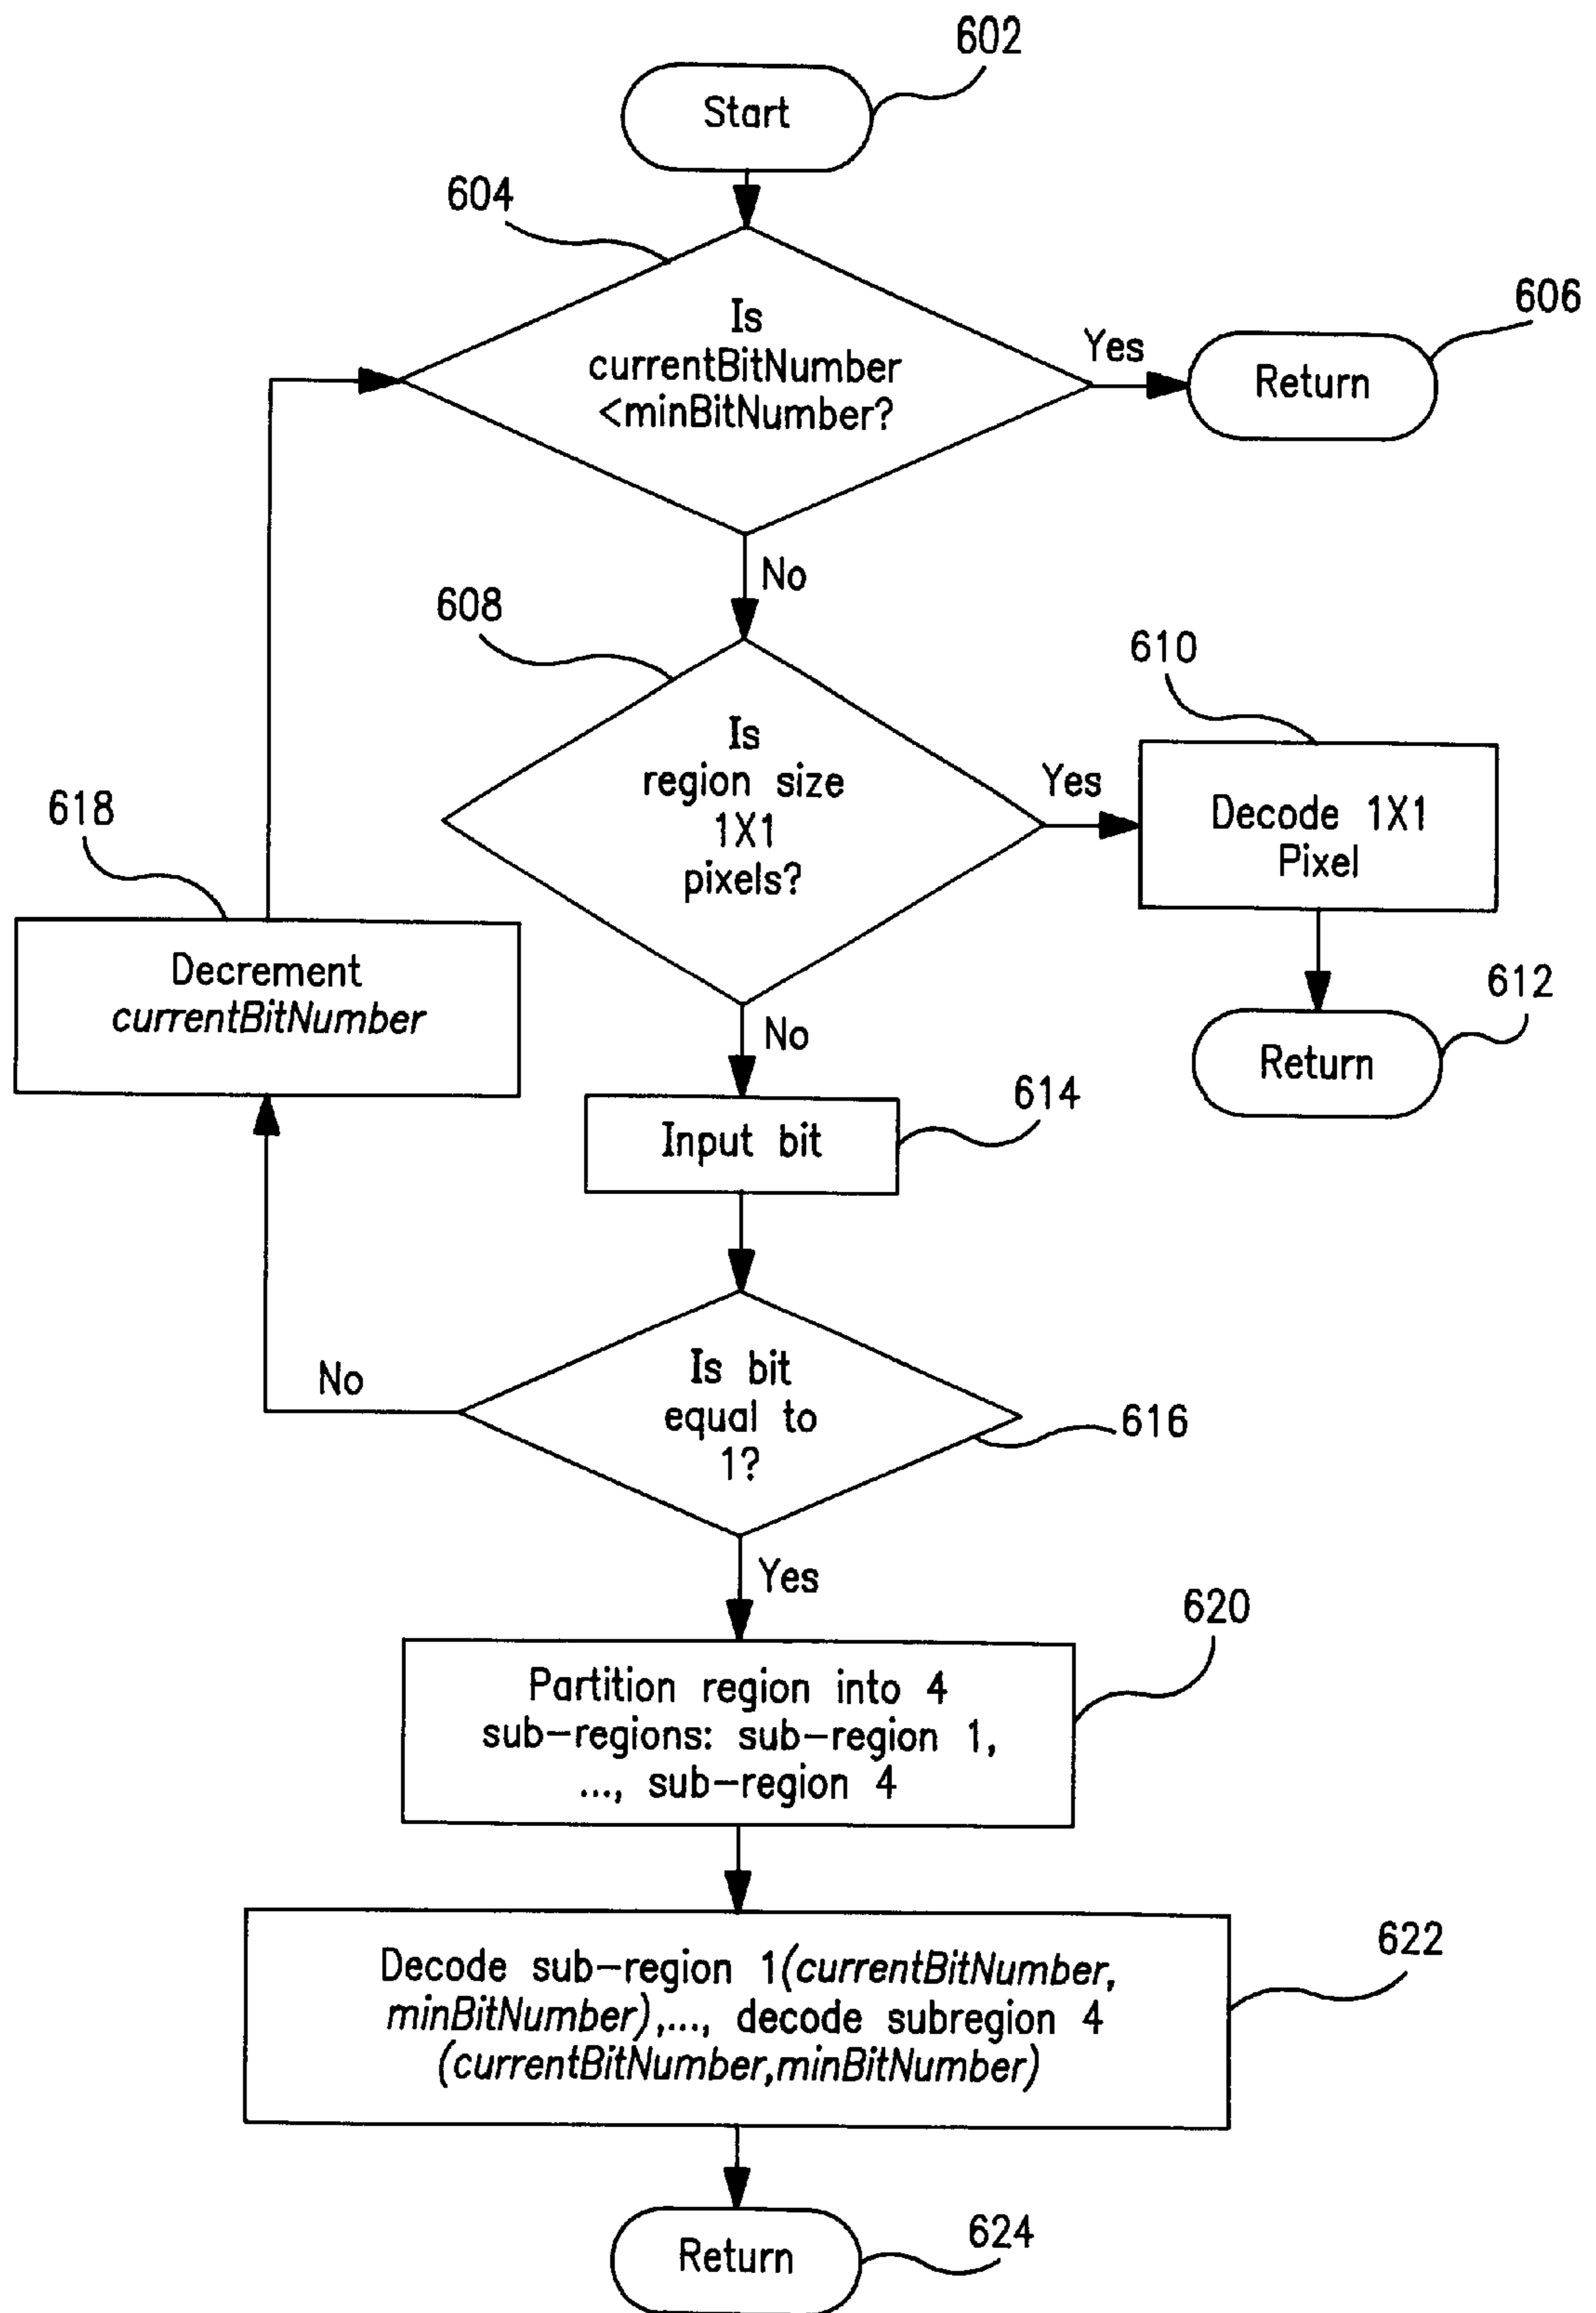 602
Start
604
Is
currentBitNumber
<minBitNumber?
Yes
606
Return
No
608
Is
region size
1X1
pixels?
Yes
610
Decode 1X1
Pixel
618
Decrement
currentBitNumber
612
Return
No
614
Input bit
No
Is bit
equal to
1?
616
Yes
620
Partition region into 4
sub-regions: sub-region 1,
..., sub-region 4
622
Decode sub-region 1(currentBitNumber,
minBitNumber),..., decode subregion 4
(currentBitNumber,minBitNumber)
624
Return